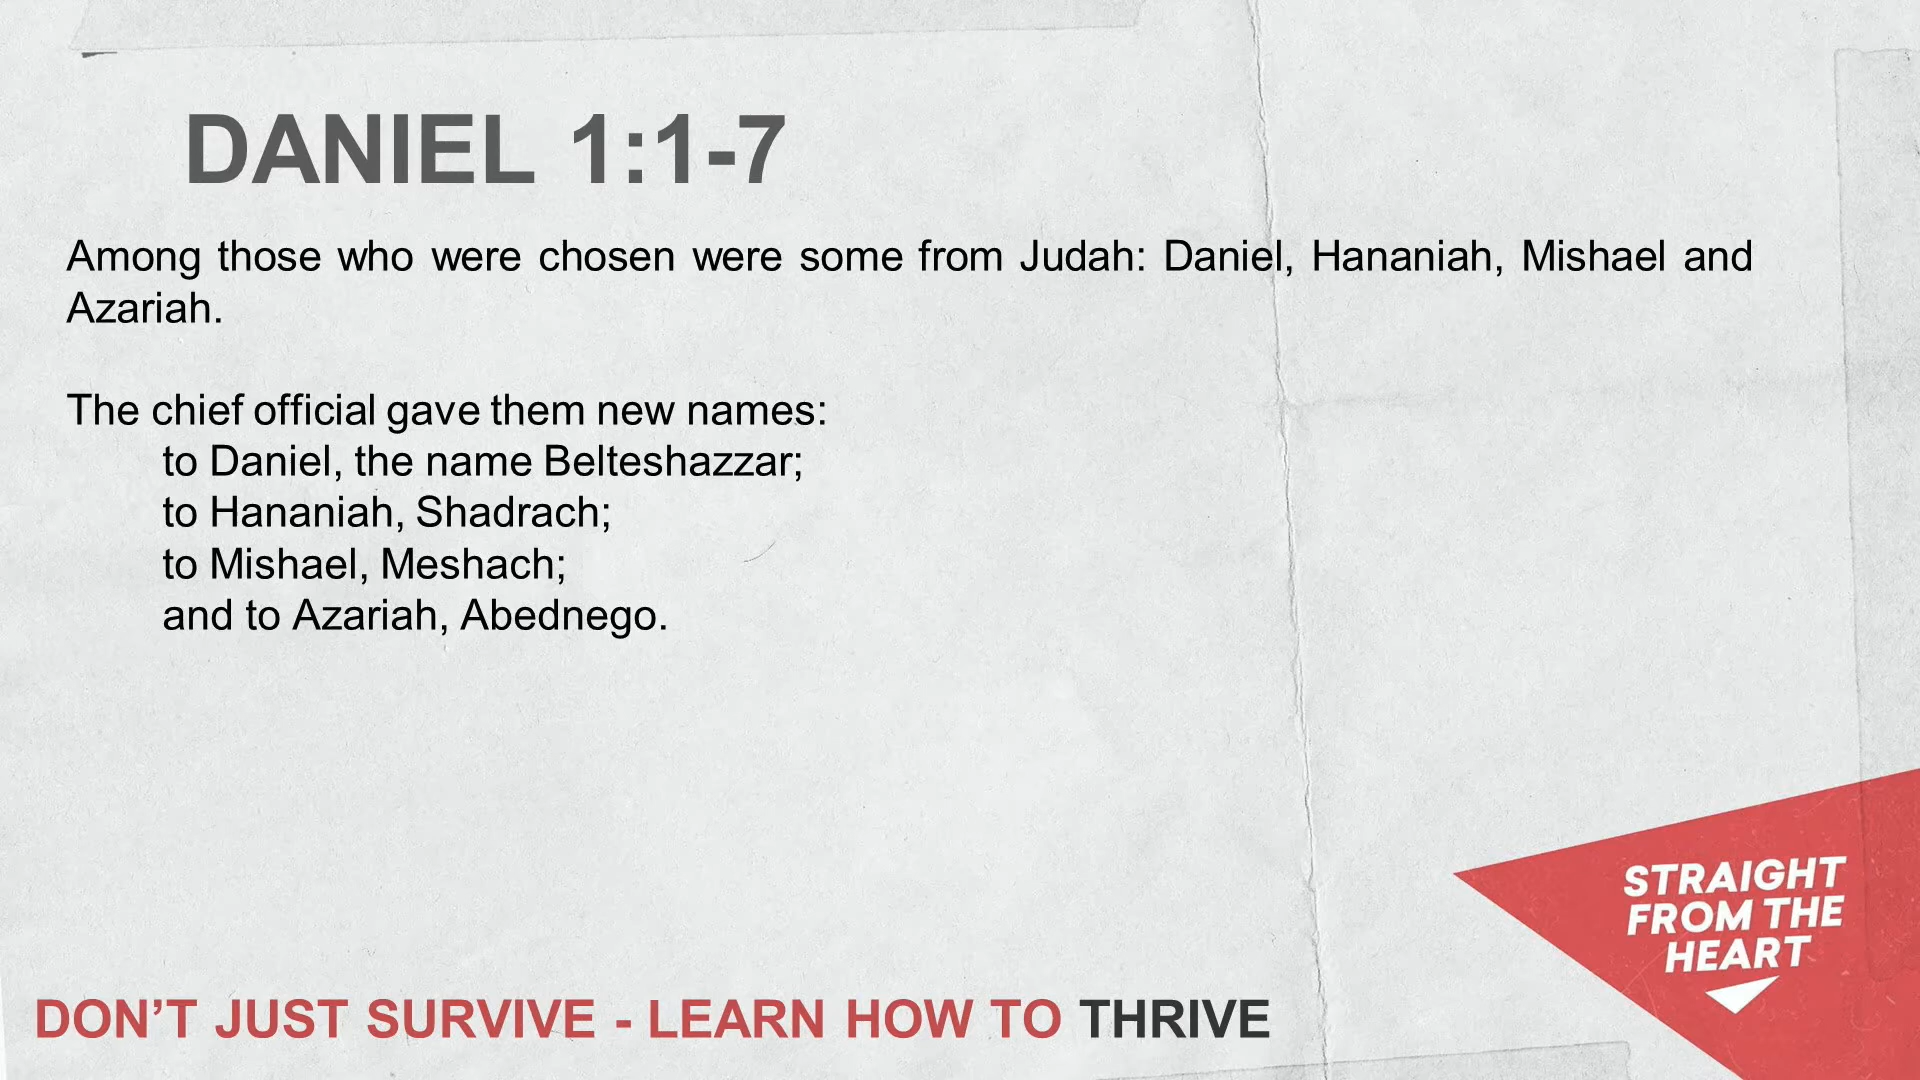 DANIEL 1:1-7
Among those who were chosen were some from Judah: Daniel, Hananiah, Mishael and
Azariah.
The chief official gave them new names:
to Daniel, the name Belteshazzar;
to Hananiah, Shadrach;
to Mishael, Meshach;
and to Azariah, Abednego.
STRAIGHT
FROM THE
HEART
DON’T JUST SURVIVE - LEARN HOW TO THRIVE